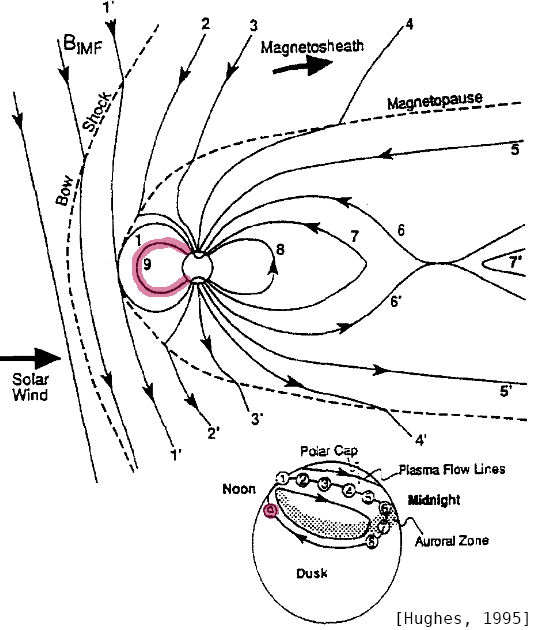 1'
2
3
4
B_IMF
Magnetosheath
Shock
Magnetopause
Bow
5
1
6
7
8
9
7"
6'
Solar
Wind
5'
3'
2'
1'
4'
Polar Cap
Plasma Flow Lines
Noon
1 2 3 4 5 6 7 8 9
Midnight
Auroral Zone
Dusk
[Hughes, 1995]